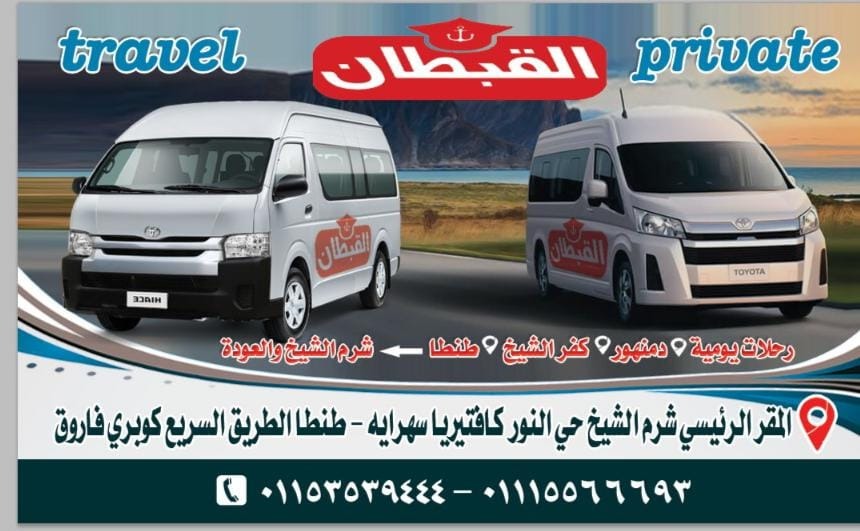 travel القبطان private
القبطان
HIACE
القبطان
TOYOTA
رحلات يومية دمنهور كفر الشيخ طنطا ← شرم الشيخ والعودة
المقر الرئيسي شرم الشيخ حي النور كافتيريا سهرايه - طنطا الطريق السريع كوبري فاروق
٠١١١٥٥٦٦٦٩٣ - ٠١١٥٣٥٣٩٤٤٤